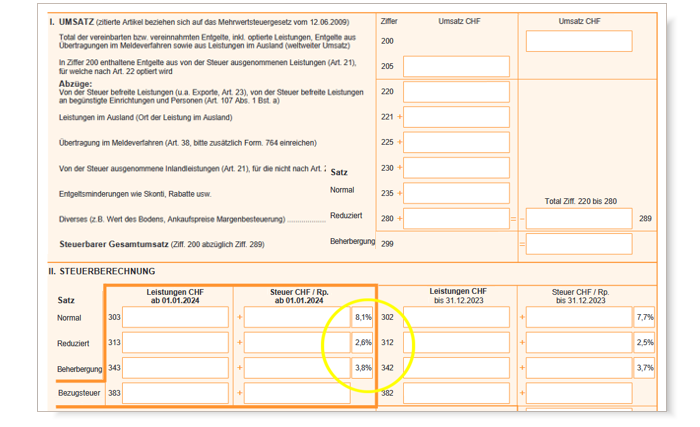 I. UMSATZ (zitierte Artikel beziehen sich auf das Mehrwertsteuergesetz vom 12.06.2009) Ziffer Umsatz CHF Umsatz CHF
Total der vereinbarten bzw. vereinnahmten Entgelte, inkl. optierte Leistungen, Entgelte aus
Übertragungen im Meldeverfahren sowie aus Leistungen im Ausland (weltweiter Umsatz) 200
In Ziffer 200 enthaltene Entgelte aus von der Steuer ausgenommenen Leistungen (Art. 21),
für welche nach Art. 22 optiert wird 205
Abzüge:
Von der Steuer befreite Leistungen (u.a. Exporte, Art. 23), von der Steuer befreite Leistungen 220
an begünstigte Einrichtungen und Personen (Art. 107 Abs. 1 Bst. a)
Leistungen im Ausland (Ort der Leistung im Ausland) 221 +
Übertragung im Meldeverfahren (Art. 38, bitte zusätzlich Form. 764 einreichen) 225 +
Von der Steuer ausgenommene Inlandleistungen (Art. 21), für die nicht nach Art. 230 +
Satz
Normal
Entgeltsminderungen wie Skonti, Rabatte usw. 235 +
Total Ziff. 220 bis 280
Diverses (z.B. Wert des Bodens, Ankaufspreise Margenbesteuerung) .................. Reduziert 280 + = − 289
Steuerbarer Gesamtumsatz (Ziff. 200 abzüglich Ziff. 289) Beherbergung 299 =
II. STEUERBERECHNUNG
Satz
Leistungen CHF Steuer CHF / Rp. Leistungen CHF Steuer CHF / Rp.
ab 01.01.2024 ab 01.01.2024 bis 31.12.2023 bis 31.12.2023
Normal 303 + 8,1% 302 + 7,7%
Reduziert 313 + 2,6% 312 + 2,5%
Beherbergung 343 + 3,8% 342 + 3,7%
Bezugsteuer 383 + 382 +